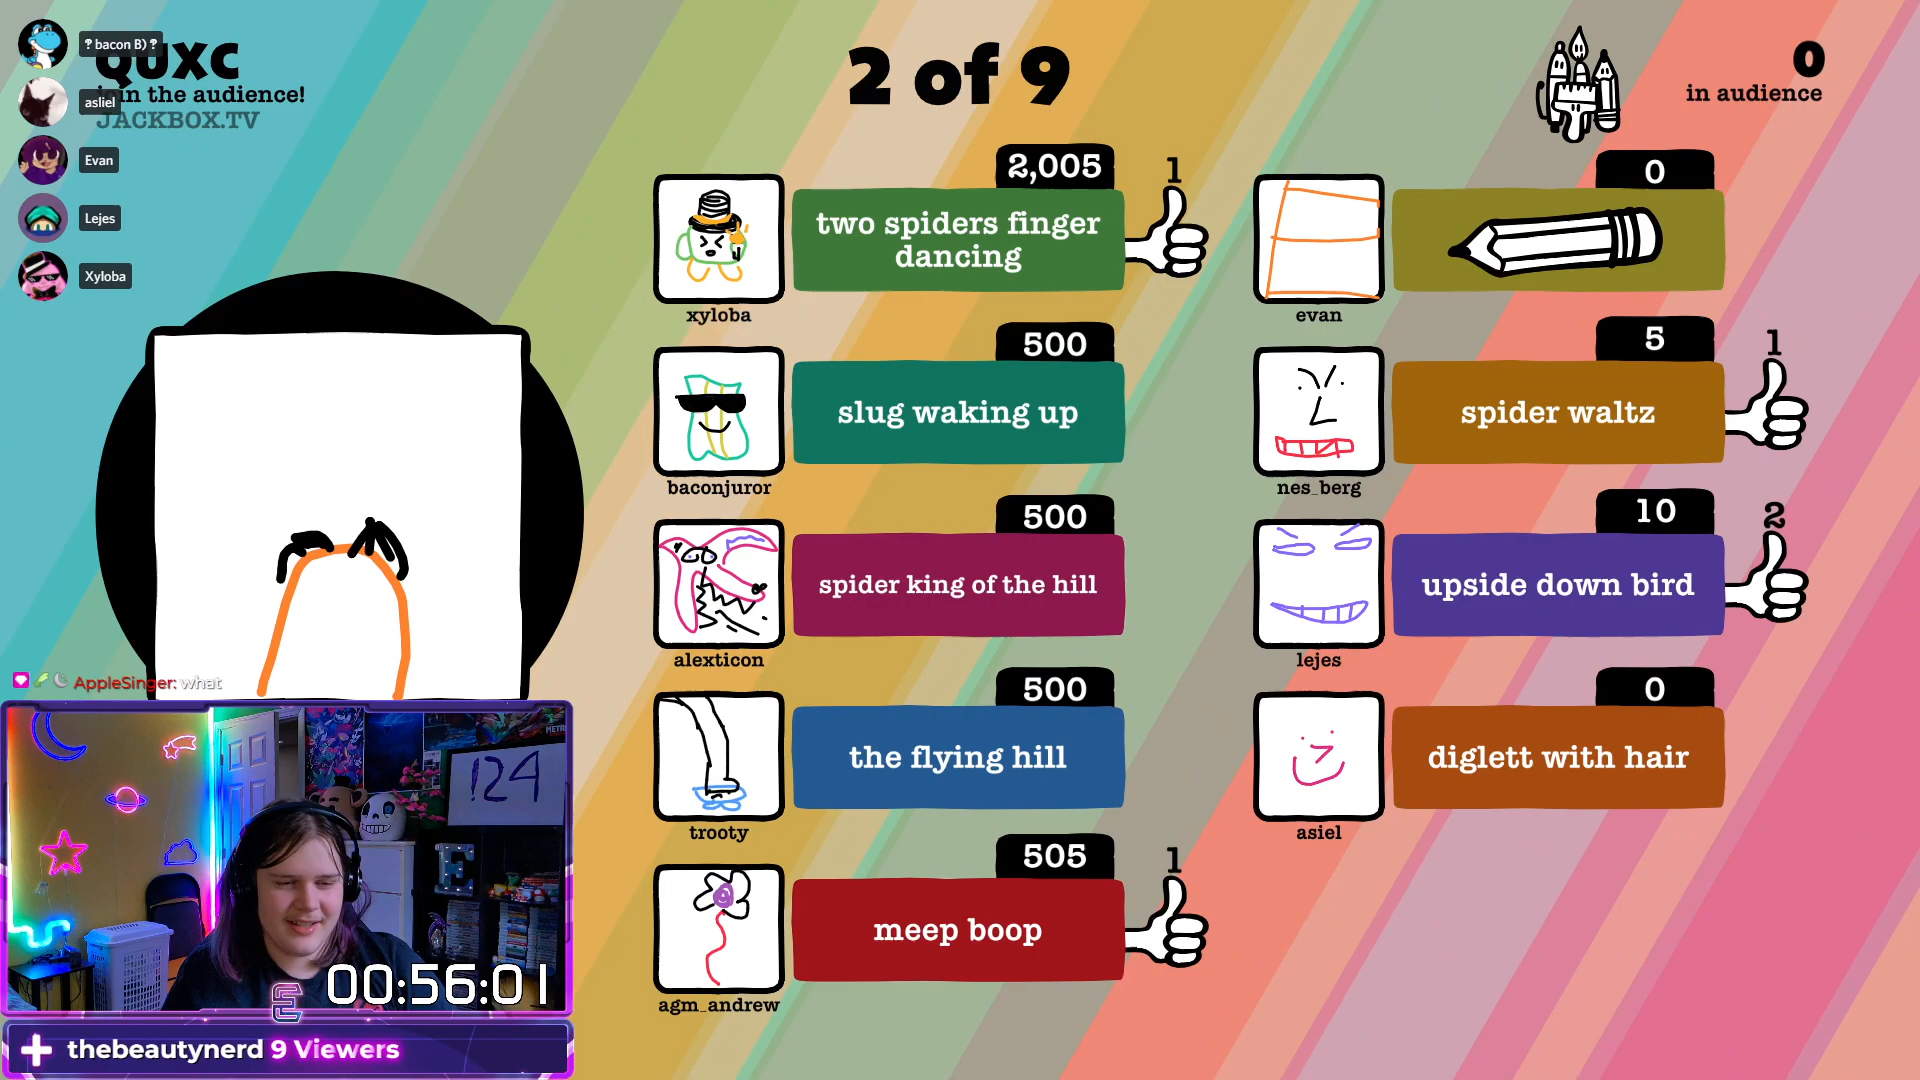 ? bacon B) ?
QUXC
join the audience!
JACKBOX.TV
asliel
Evan
Lejes
Xyloba
2 of 9
0
in audience
2,005
1
two spiders finger
dancing
xyloba
0
evan
500
slug waking up
baconjuror
5
1
spider waltz
nes_berg
500
spider king of the hill
alexticon
10
2
upside down bird
lejes
500
the flying hill
trooty
0
diglett with hair
asiel
505
1
meep boop
agm_andrew
AppleSinger: what
!24
E
00:56:01
thebeautynerd 9 Viewers